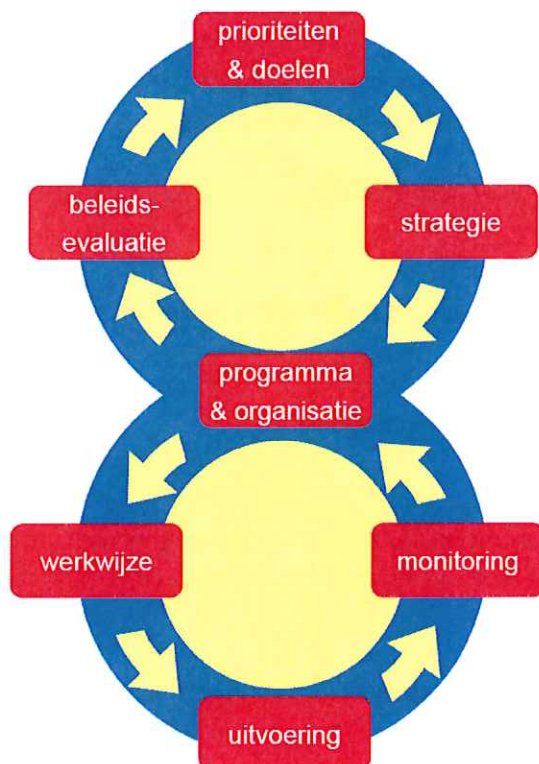 prioriteiten
& doelen
beleids-
evaluatie
strategie
programma
& organisatie
werkwijze
monitoring
uitvoering